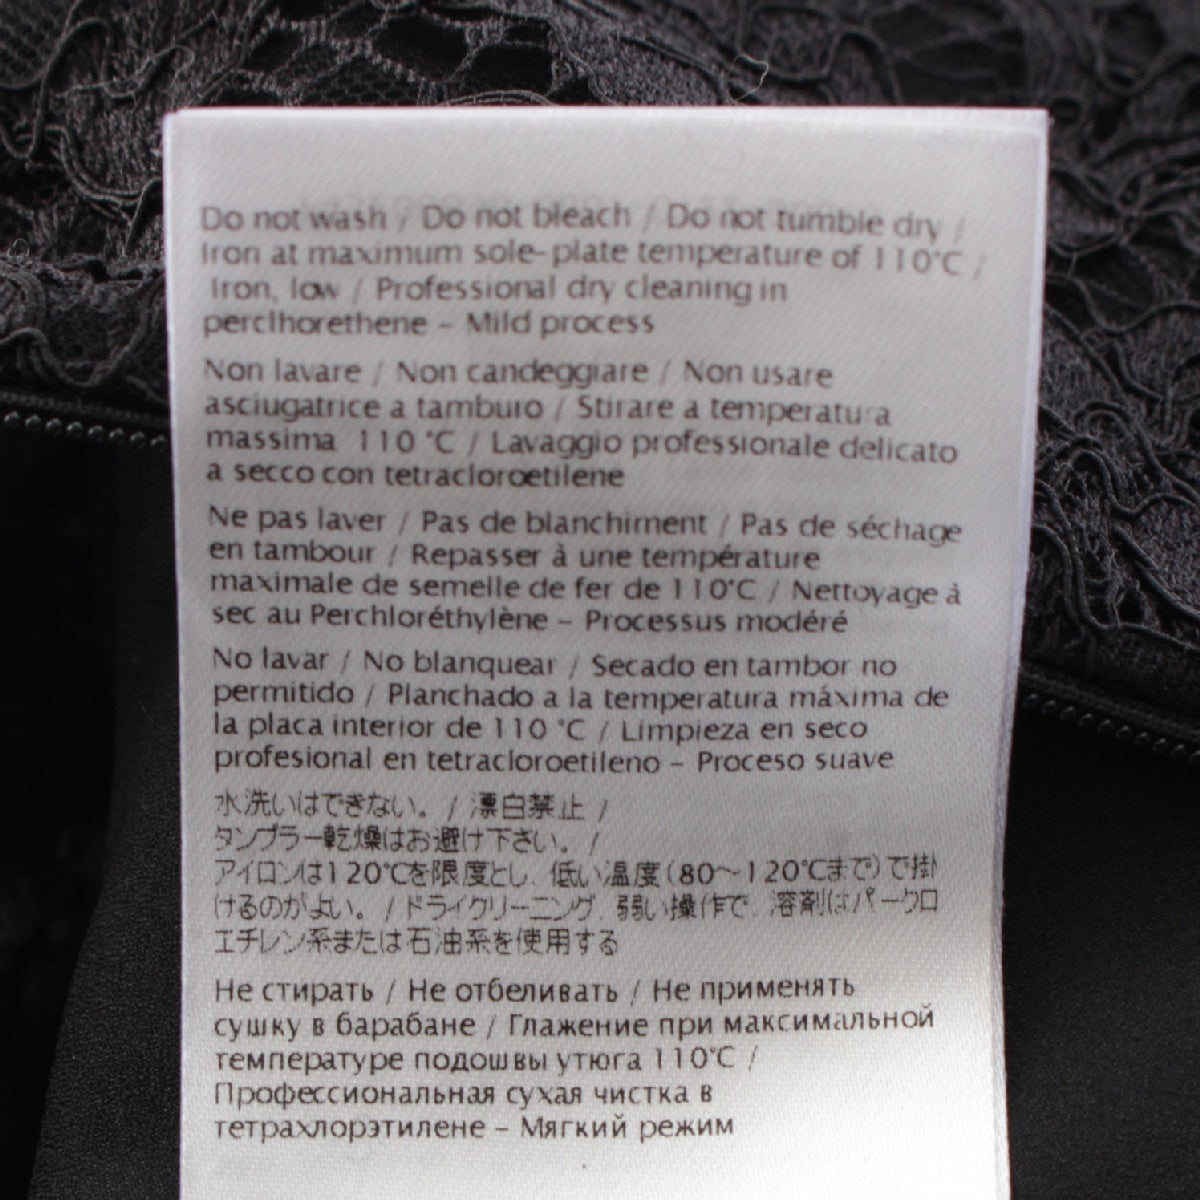 Do not wash / Do not bleach / Do not tumble dry /
Iron at maximum sole-plate temperature of 110°C /
Iron, low / Professional dry cleaning in
perclhorethene – Mild process
Non lavare / Non candeggiare / Non usare
asciugatrice a tamburo / Stirare a temperatura
massima 110 °C / Lavaggio professionale delicato
a secco con tetracloroetilene
Ne pas laver / Pas de blanchiment / Pas de séchage
en tambour / Repasser à une température
maximale de semelle de fer de 110°C / Nettoyage à
sec au Perchloréthylène – Processus modéré
No lavar / No blanquear / Secado en tambor no
permitido / Planchado a la temperatura máxima de
la placa interior de 110 °C / Limpieza en seco
profesional en tetracloroetileno – Proceso suave
水洗いはできない。/ 漂白禁止 /
タンブラー乾燥はお避け下さい。/
アイロンは120℃を限度とし、低い温度(80～120℃まで)で掛
けるのがよい。/ ドライクリーニング、弱い操作で、溶剤はパークロ
エチレン系または石油系を使用する
Не стирать / Не отбеливать / Не применять
сушку в барабане / Глажение при максимальной
температуре подошвы утюга 110°C /
Профессиональная сухая чистка в
тетрахлорэтилене – Мягкий режим